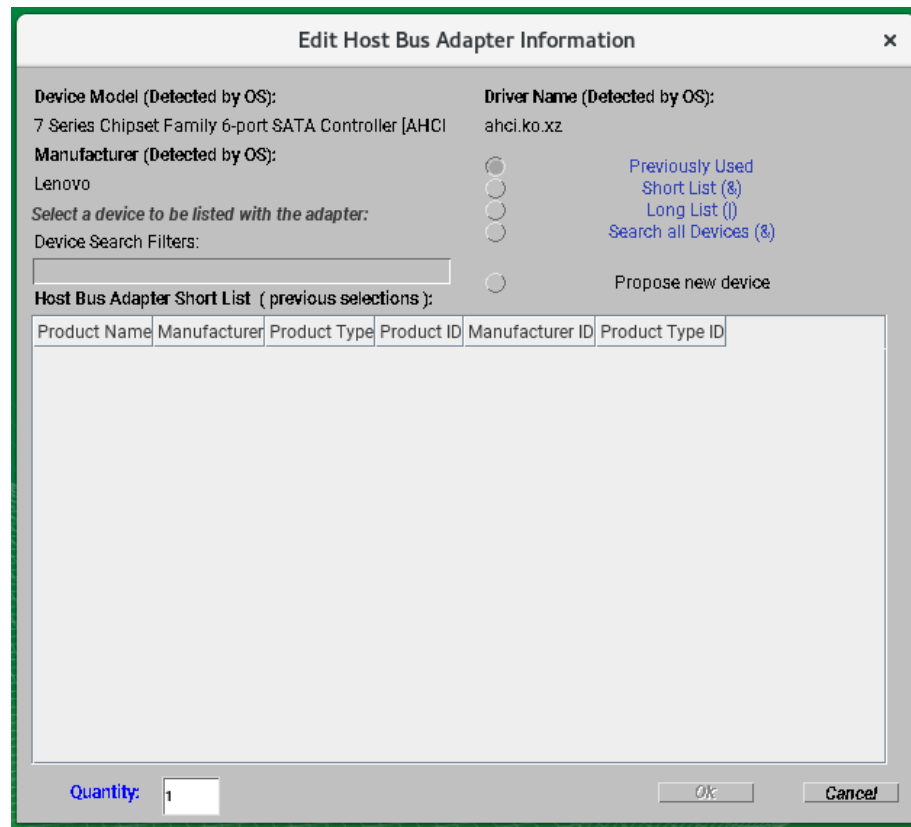 Edit Host Bus Adapter Information ×
Device Model (Detected by OS):
7 Series Chipset Family 6-port SATA Controller [AHCI
Manufacturer (Detected by OS):
Lenovo
Select a device to be listed with the adapter:
Device Search Filters:
Driver Name (Detected by OS):
ahci.ko.xz
Previously Used
Short List (&)
Long List (|)
Search all Devices (&)
Propose new device
Host Bus Adapter Short List ( previous selections ):
Product Name Manufacturer Product Type Product ID Manufacturer ID Product Type ID
Quantity: 1
Ok Cancel